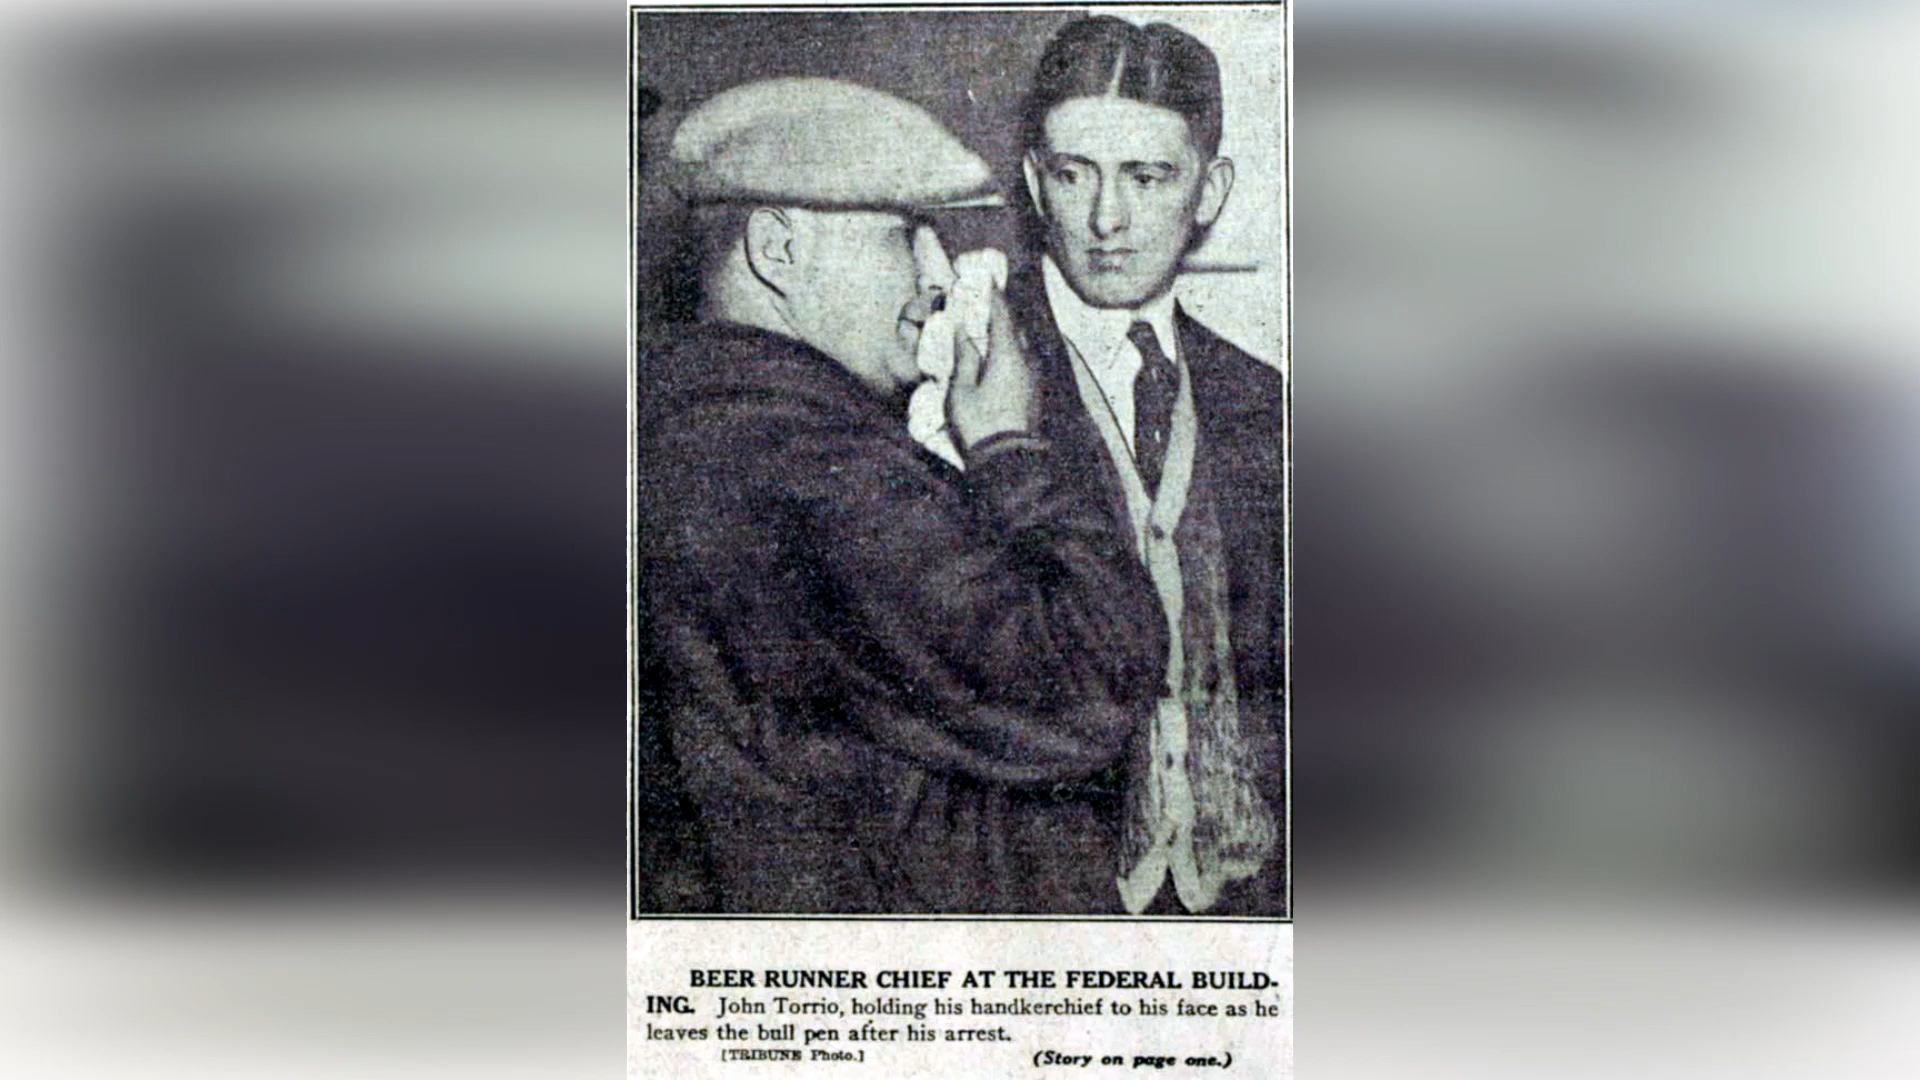 BEER RUNNER CHIEF AT THE FEDERAL BUILD-
ING. John Torrio, holding his handkerchief to his face as he
leaves the bull pen after his arrest.
[TRIBUNE Photo.] (Story on page one.)